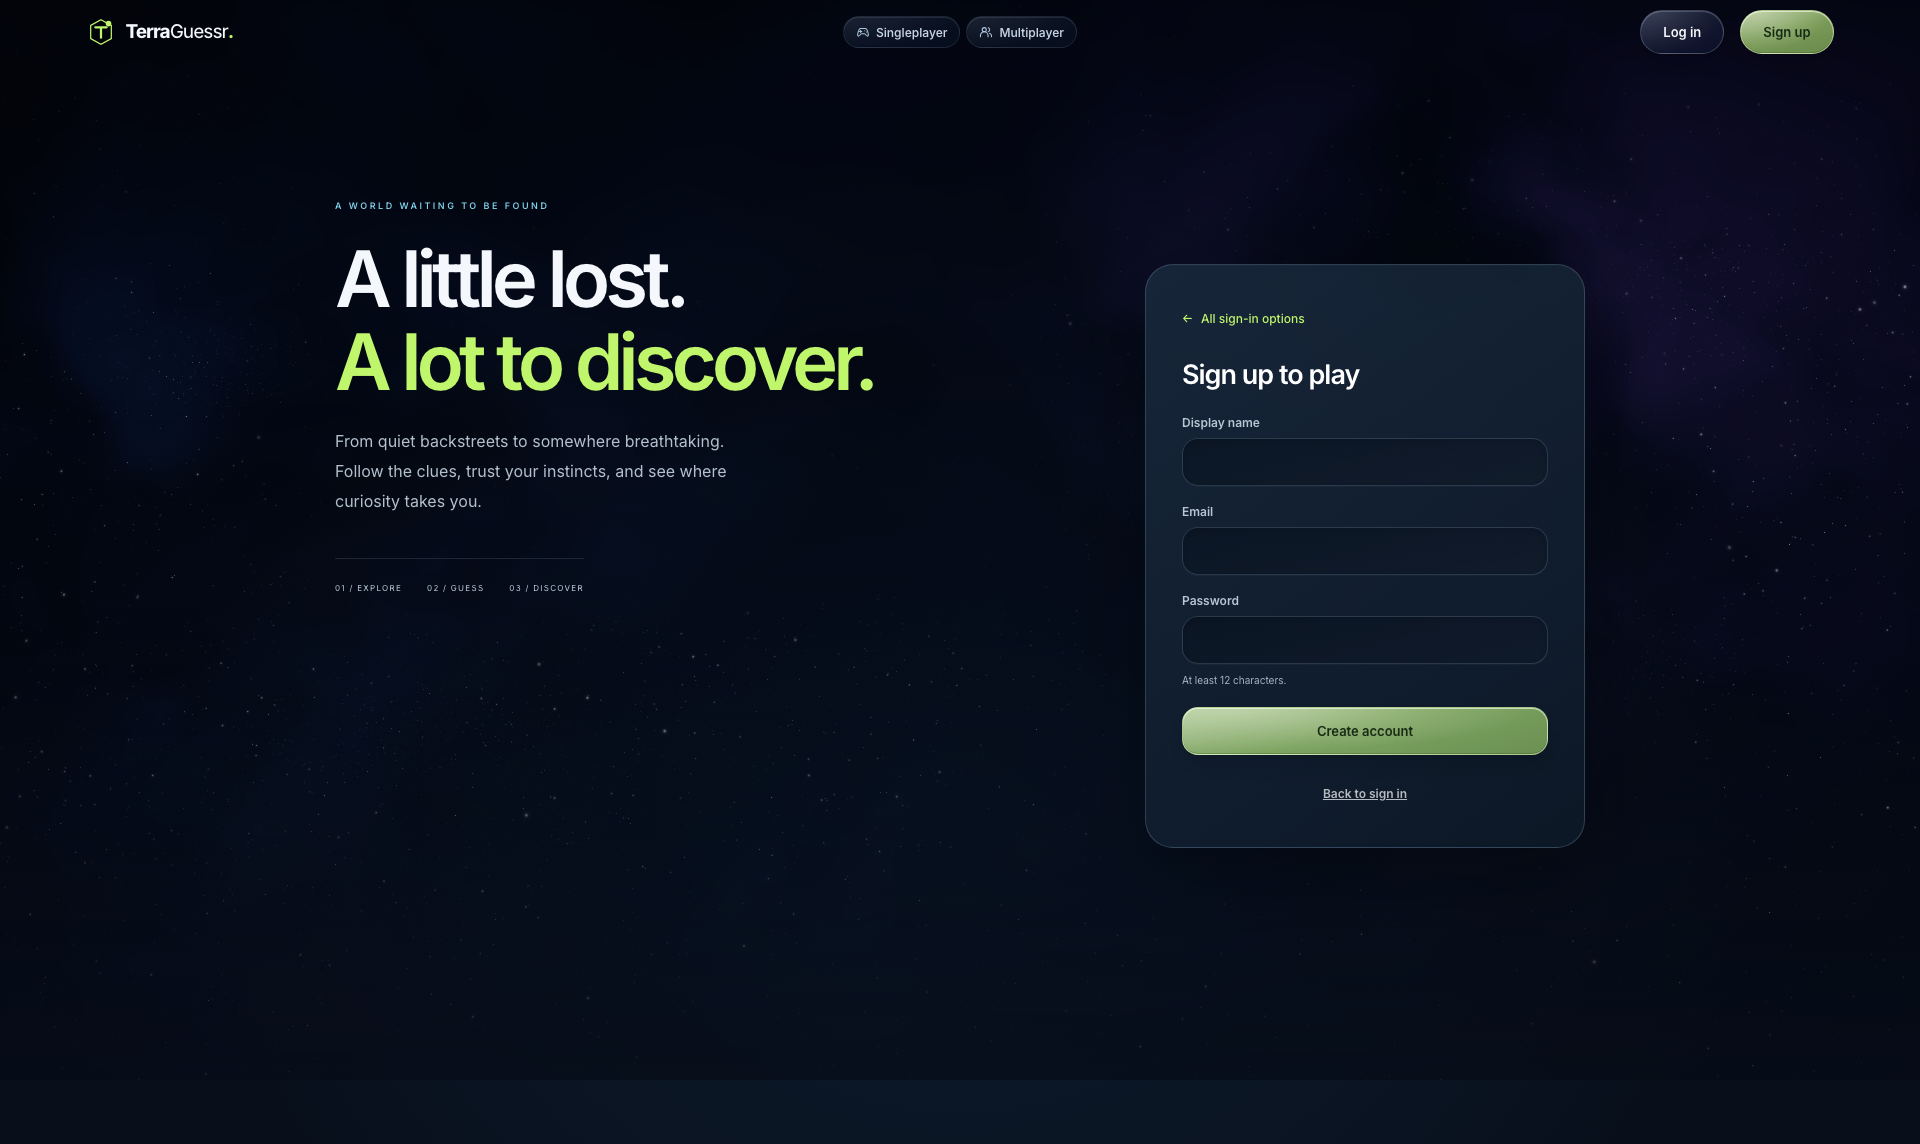 TerraGuessr.
Singleplayer
Multiplayer
Log in
Sign up
A WORLD WAITING TO BE FOUND
A little lost.
A lot to discover.
From quiet backstreets to somewhere breathtaking.
Follow the clues, trust your instincts, and see where
curiosity takes you.
01 / EXPLORE
02 / GUESS
03 / DISCOVER
← All sign-in options
Sign up to play
Display name
Email
Password
At least 12 characters.
Create account
Back to sign in